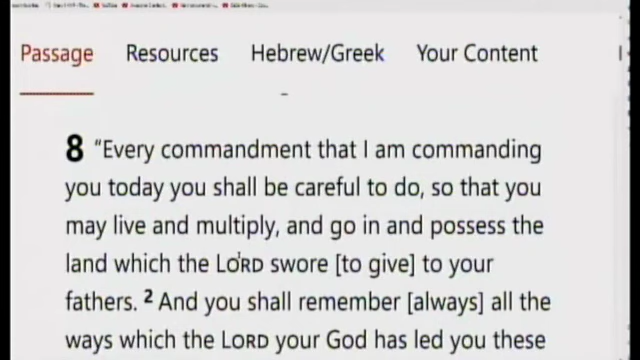 Passage Resources Hebrew/Greek Your Content
8 “Every commandment that I am commanding
you today you shall be careful to do, so that you
may live and multiply, and go in and possess the
land which the LORD swore [to give] to your
fathers. 2 And you shall remember [always] all the
ways which the LORD your God has led you these